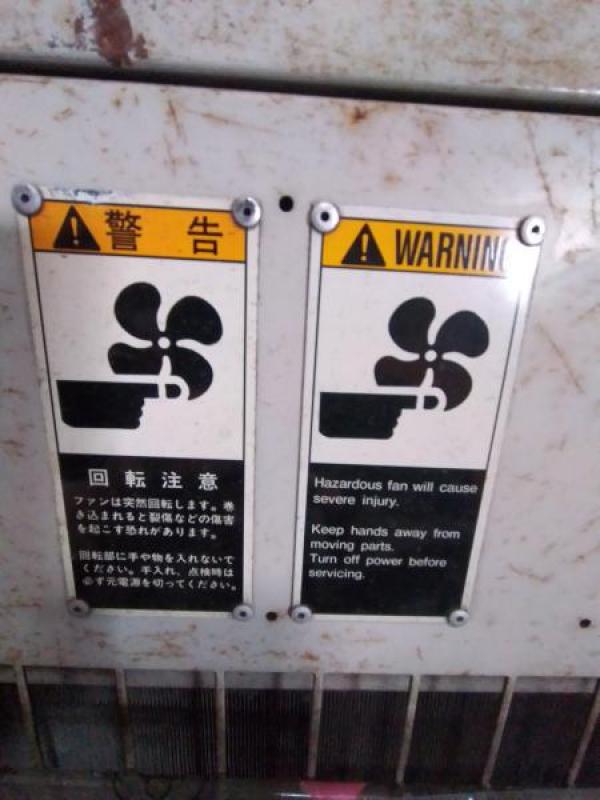 警告
回転注意
ファンは突然回転します。巻
き込まれると裂傷などの傷害
を起こす恐れがあります。
回転部に手や物を入れないで
ください。手入れ、点検時は
必ず元電源を切ってください。
WARNING
Hazardous fan will cause
severe injury.
Keep hands away from
moving parts.
Turn off power before
servicing.